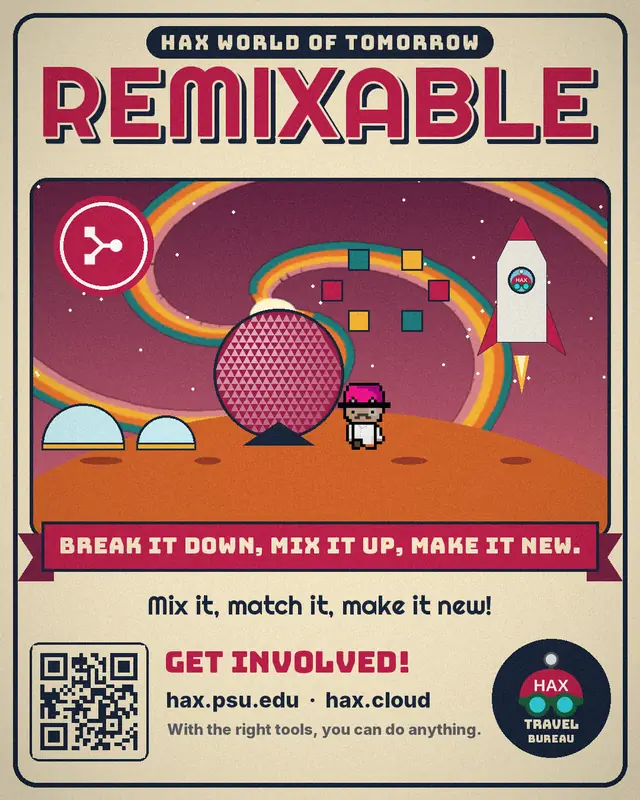 HAX WORLD OF TOMORROW
REMIXABLE
HAX
BREAK IT DOWN, MIX IT UP, MAKE IT NEW.
Mix it, match it, make it new!
GET INVOLVED!
hax.psu.edu · hax.cloud
With the right tools, you can do anything.
HAX
TRAVEL
BUREAU